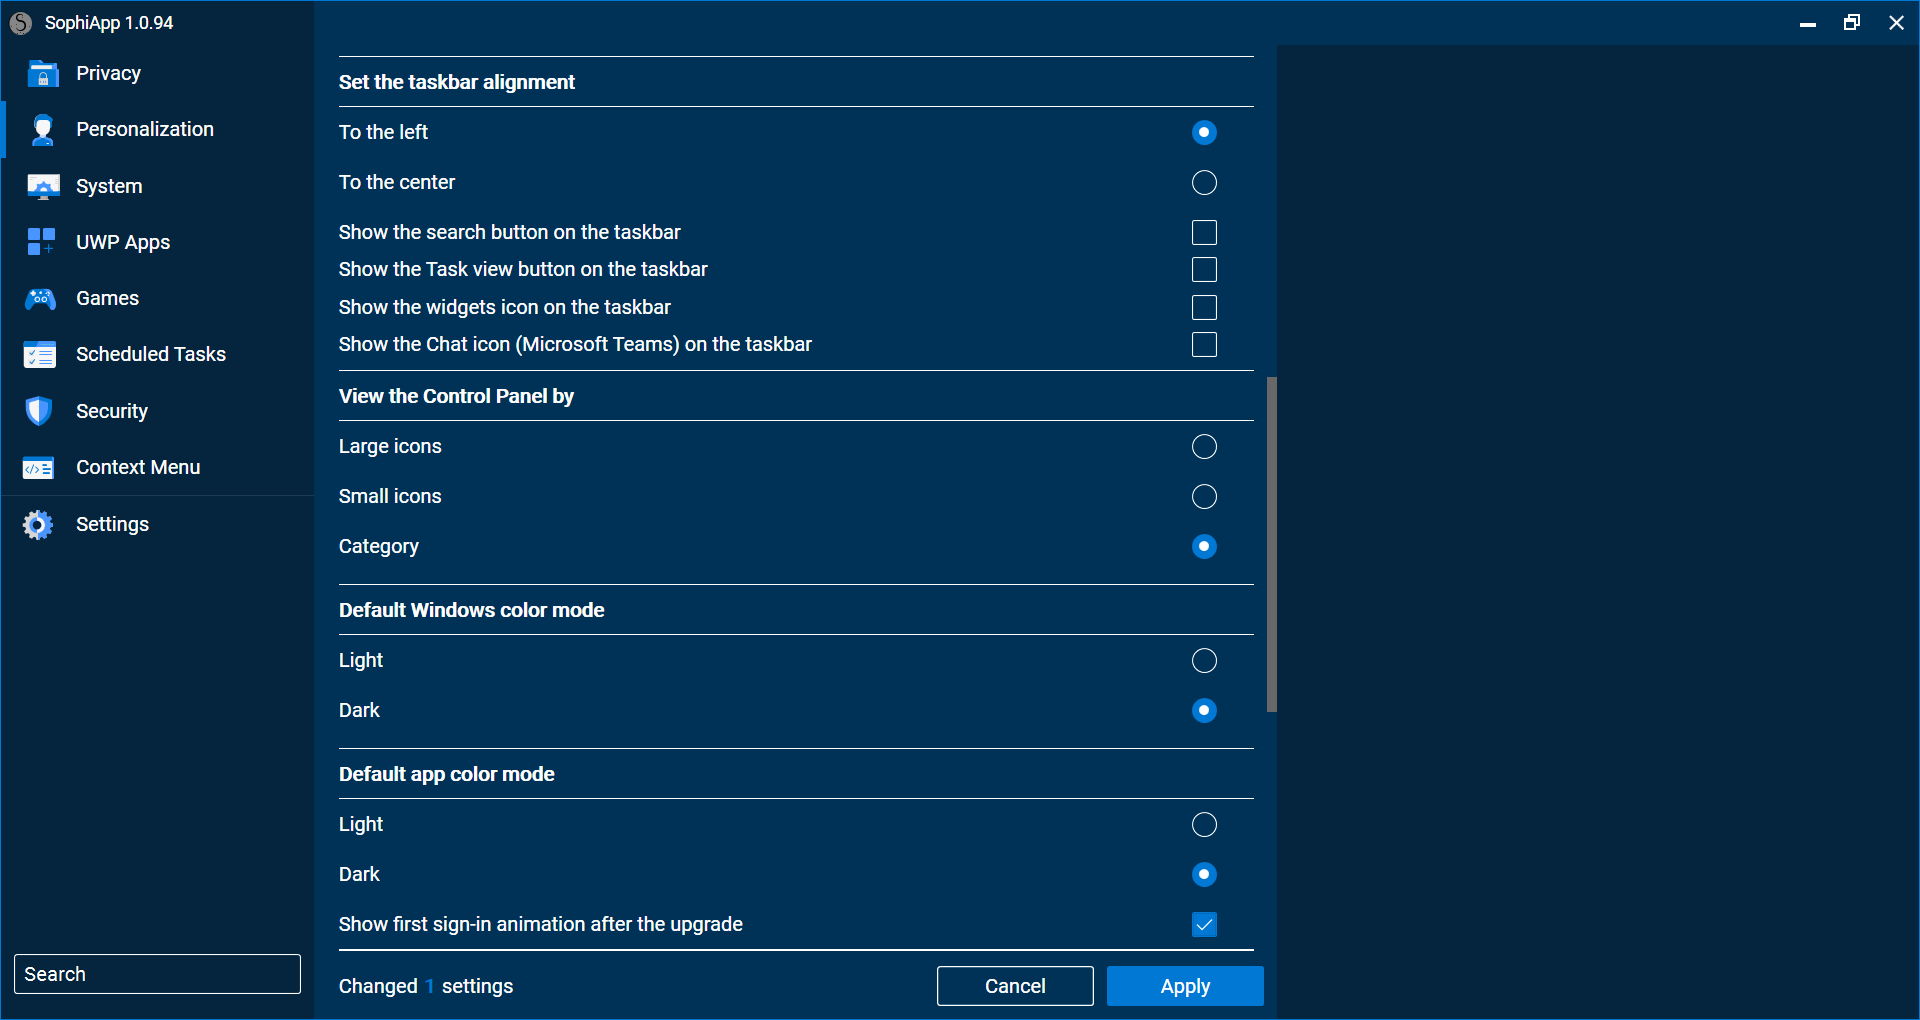 SophiApp 1.0.94
Privacy
Personalization
System
UWP Apps
Games
Scheduled Tasks
Security
Context Menu
Settings
Search
Set the taskbar alignment
To the left
To the center
Show the search button on the taskbar
Show the Task view button on the taskbar
Show the widgets icon on the taskbar
Show the Chat icon (Microsoft Teams) on the taskbar
View the Control Panel by
Large icons
Small icons
Category
Default Windows color mode
Light
Dark
Default app color mode
Light
Dark
Show first sign-in animation after the upgrade
Changed 1 settings
Cancel
Apply